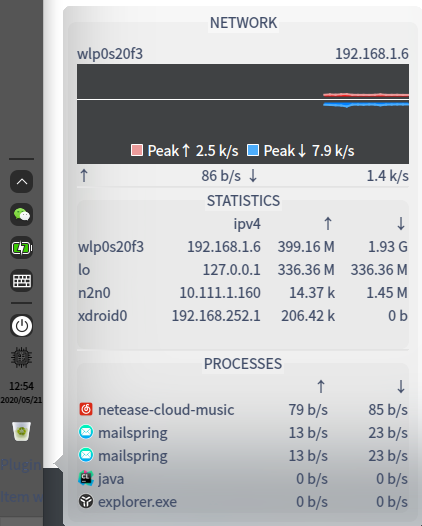 NETWORK
wlp0s20f3 192.168.1.6
Peak↑ 2.5 k/s Peak↓ 7.9 k/s
↑ 86 b/s ↓ 1.4 k/s
STATISTICS
ipv4 ↑ ↓
wlp0s20f3 192.168.1.6 399.16 M 1.93 G
lo 127.0.0.1 336.36 M 336.36 M
n2n0 10.111.1.160 14.37 k 1.45 M
xdroid0 192.168.252.1 206.42 k 0 b
PROCESSES
↑ ↓
netease-cloud-music 79 b/s 85 b/s
mailspring 13 b/s 23 b/s
mailspring 13 b/s 23 b/s
java 0 b/s 0 b/s
explorer.exe 0 b/s 0 b/s
12:54
2020/05/21
Plugin
Item w